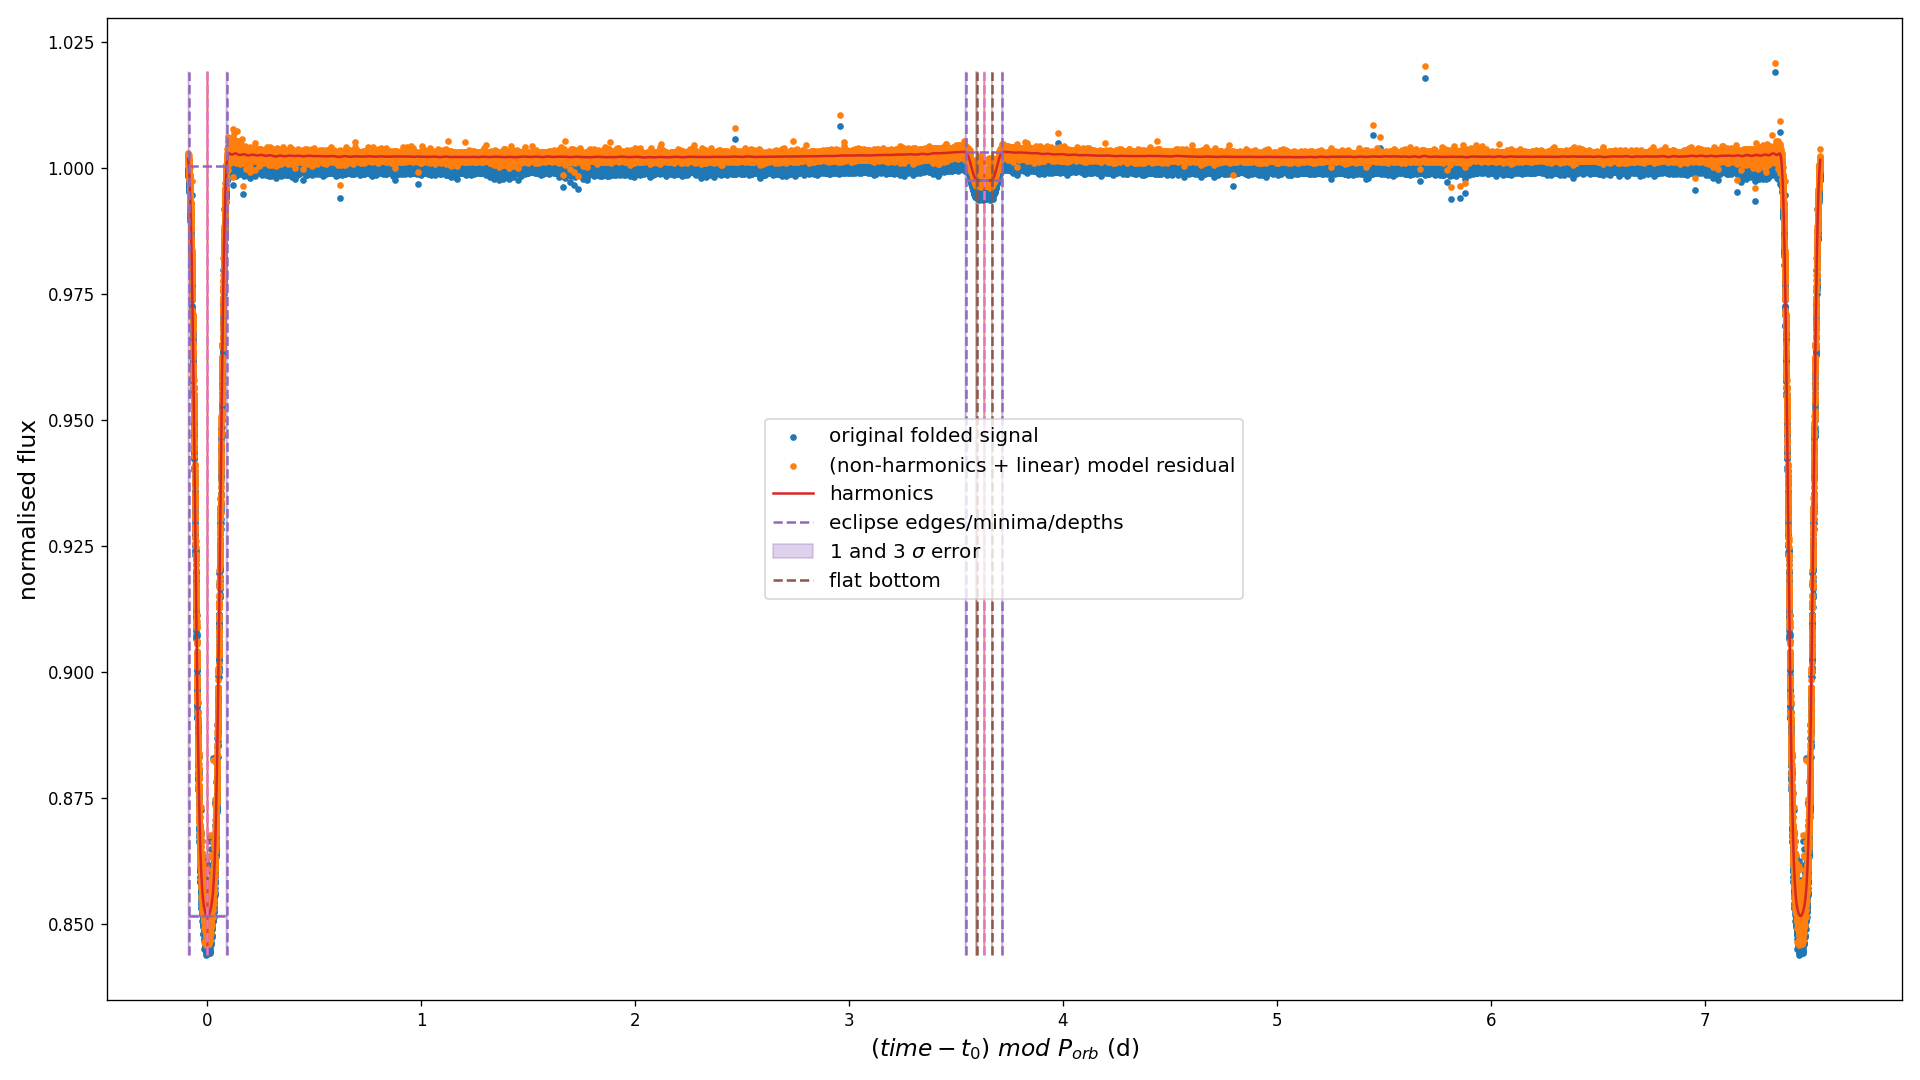 1.025
1.000
0.975
0.950
0.925
0.900
0.875
0.850
normalised flux
original folded signal
(non-harmonics + linear) model residual
harmonics
eclipse edges/minima/depths
1 and 3 σ error
flat bottom
0 1 2 3 4 5 6 7
(time − t₀) mod P_orb (d)